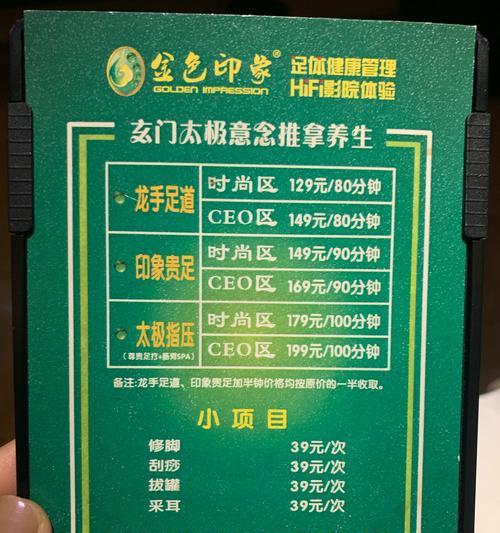 金色印象® 足体健康管理
GOLDEN IMPRESSION HiFi影院体验
玄门太极意念推拿养生
龙手足道 时尚区 129元/80分钟
CEO区 149元/80分钟
印象贵足 时尚区 149元/90分钟
CEO区 169元/90分钟
太极指压 时尚区 179元/100分钟
(尊贵足疗+肠胃SPA) CEO区 199元/100分钟
备注:龙手足道、印象贵足加半钟价格均按原价的一半收取。
小项目
修脚 39元/次
刮痧 39元/次
拔罐 39元/次
采耳 39元/次